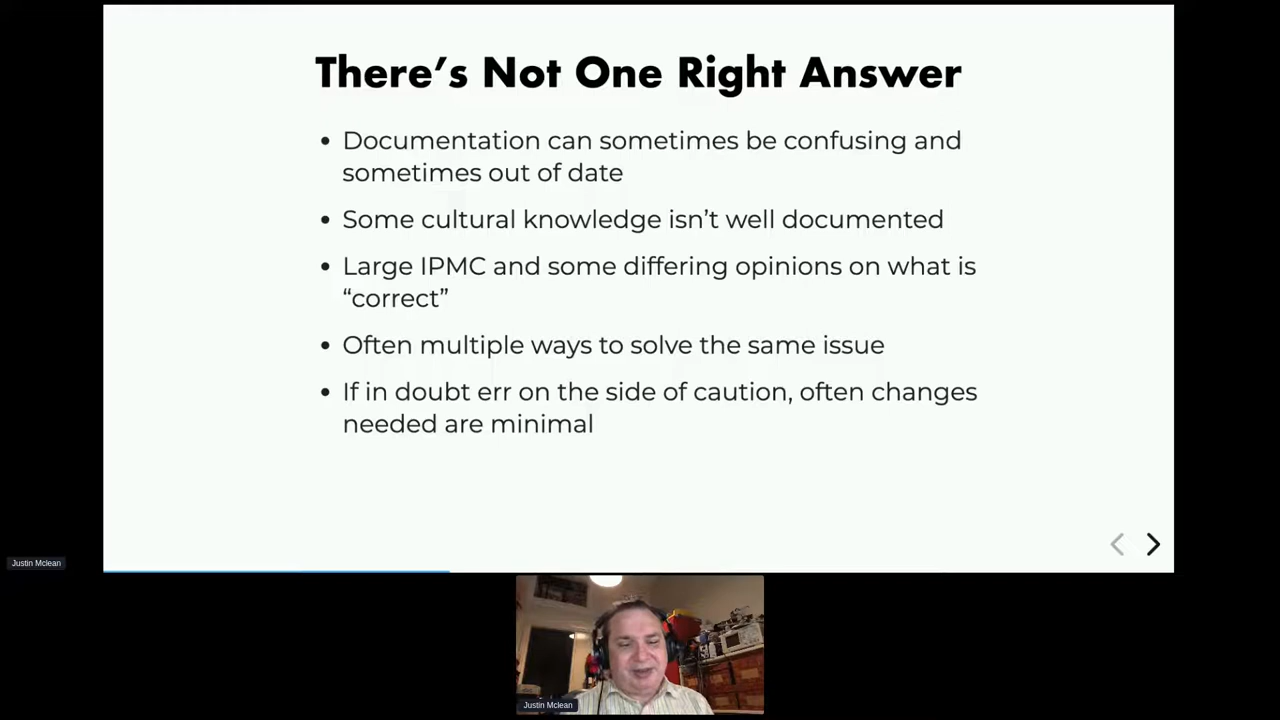 There's Not One Right Answer
• Documentation can sometimes be confusing and
sometimes out of date
• Some cultural knowledge isn’t well documented
• Large IPMC and some differing opinions on what is
“correct”
• Often multiple ways to solve the same issue
• If in doubt err on the side of caution, often changes
needed are minimal
Justin Mclean
Justin Mclean